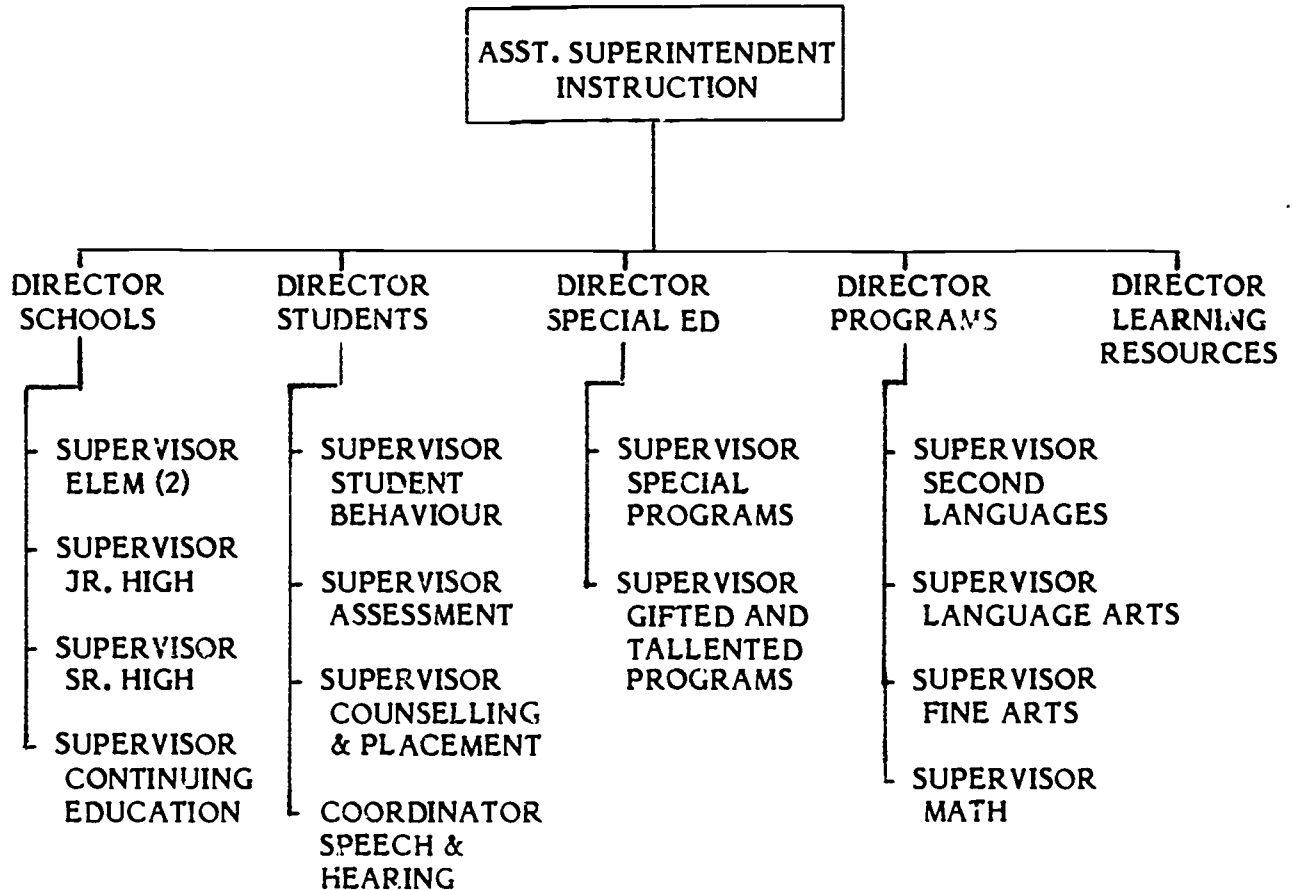 ASST. SUPERINTENDENT
INSTRUCTION
DIRECTOR
SCHOOLS
SUPERVISOR
ELEM (2)
SUPERVISOR
JR. HIGH
SUPERVISOR
SR. HIGH
SUPERVISOR
CONTINUING
EDUCATION
DIRECTOR
STUDENTS
SUPERVISOR
STUDENT
BEHAVIOUR
SUPERVISOR
ASSESSMENT
SUPERVISOR
COUNSELLING
& PLACEMENT
COORDINATOR
SPEECH &
HEARING
DIRECTOR
SPECIAL ED
SUPERVISOR
SPECIAL
PROGRAMS
SUPERVISOR
GIFTED AND
TALLENTED
PROGRAMS
DIRECTOR
PROGRAMS
SUPERVISOR
SECOND
LANGUAGES
SUPERVISOR
LANGUAGE ARTS
SUPERVISOR
FINE ARTS
SUPERVISOR
MATH
DIRECTOR
LEARNING
RESOURCES